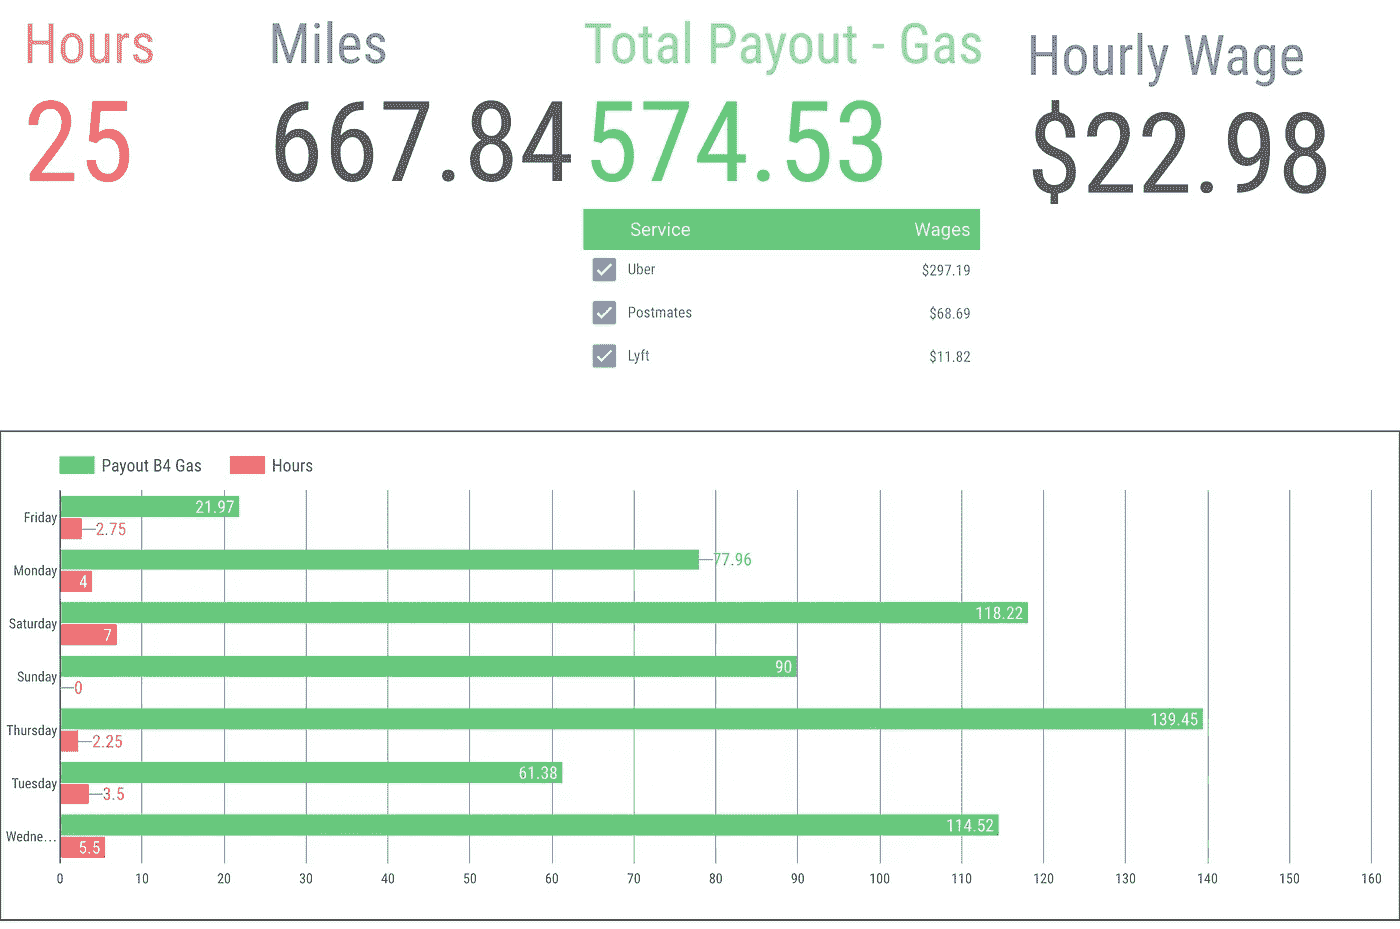 Hours
25
Miles
667.84
Total Payout - Gas
574.53
Hourly Wage
$22.98
Service Wages
Uber $297.19
Postmates $68.69
Lyft $11.82
Payout B4 Gas Hours
Friday 21.97
2.75
Monday 77.96
4
Saturday 118.22
7
Sunday 90
0
Thursday 139.45
2.25
Tuesday 61.38
3.5
Wedne... 114.52
5.5
0 10 20 30 40 50 60 70 80 90 100 110 120 130 140 150 160